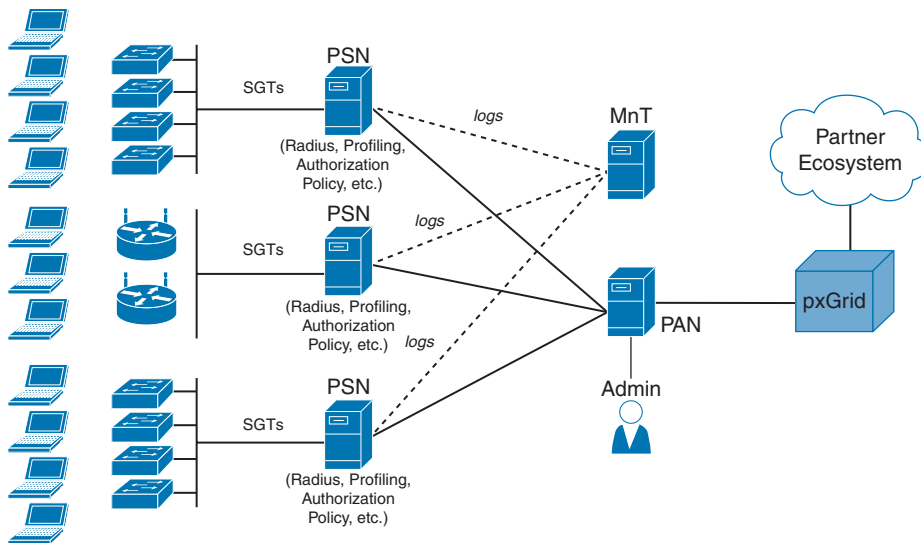 PSN
SGTs
(Radius, Profiling,
Authorization
Policy, etc.)
logs
MnT
Partner
Ecosystem
PSN
SGTs
(Radius, Profiling,
Authorization
Policy, etc.)
logs
PAN
pxGrid
logs
PSN
SGTs
(Radius, Profiling,
Authorization
Policy, etc.)
Admin